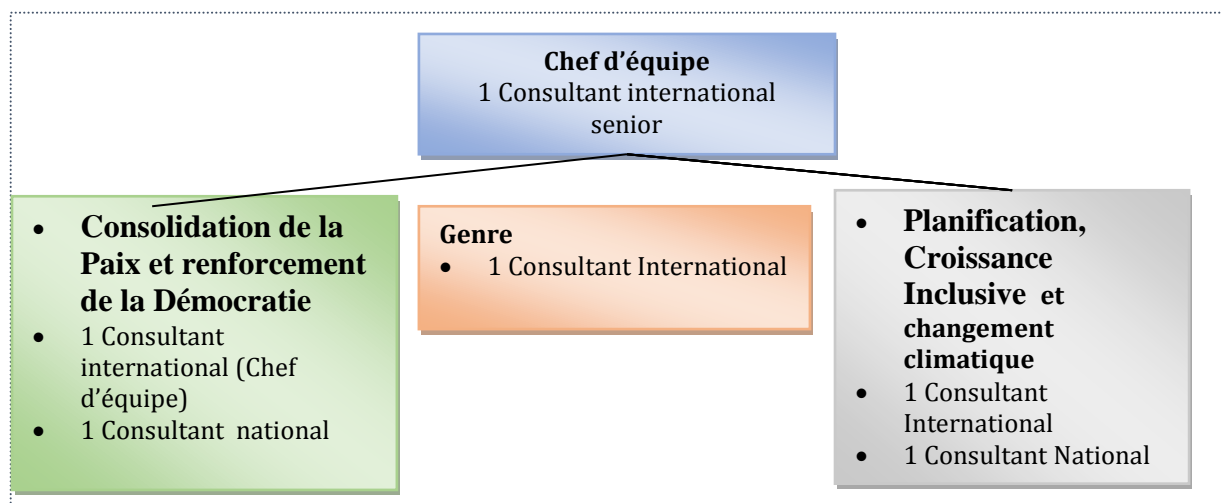 Chef d'équipe
1 Consultant international
senior
• Consolidation de la
Paix et renforcement
de la Démocratie
• 1 Consultant
international (Chef
d'équipe)
• 1 Consultant national
Genre
• 1 Consultant International
• Planification,
Croissance
Inclusive et
changement
climatique
• 1 Consultant
International
• 1 Consultant National